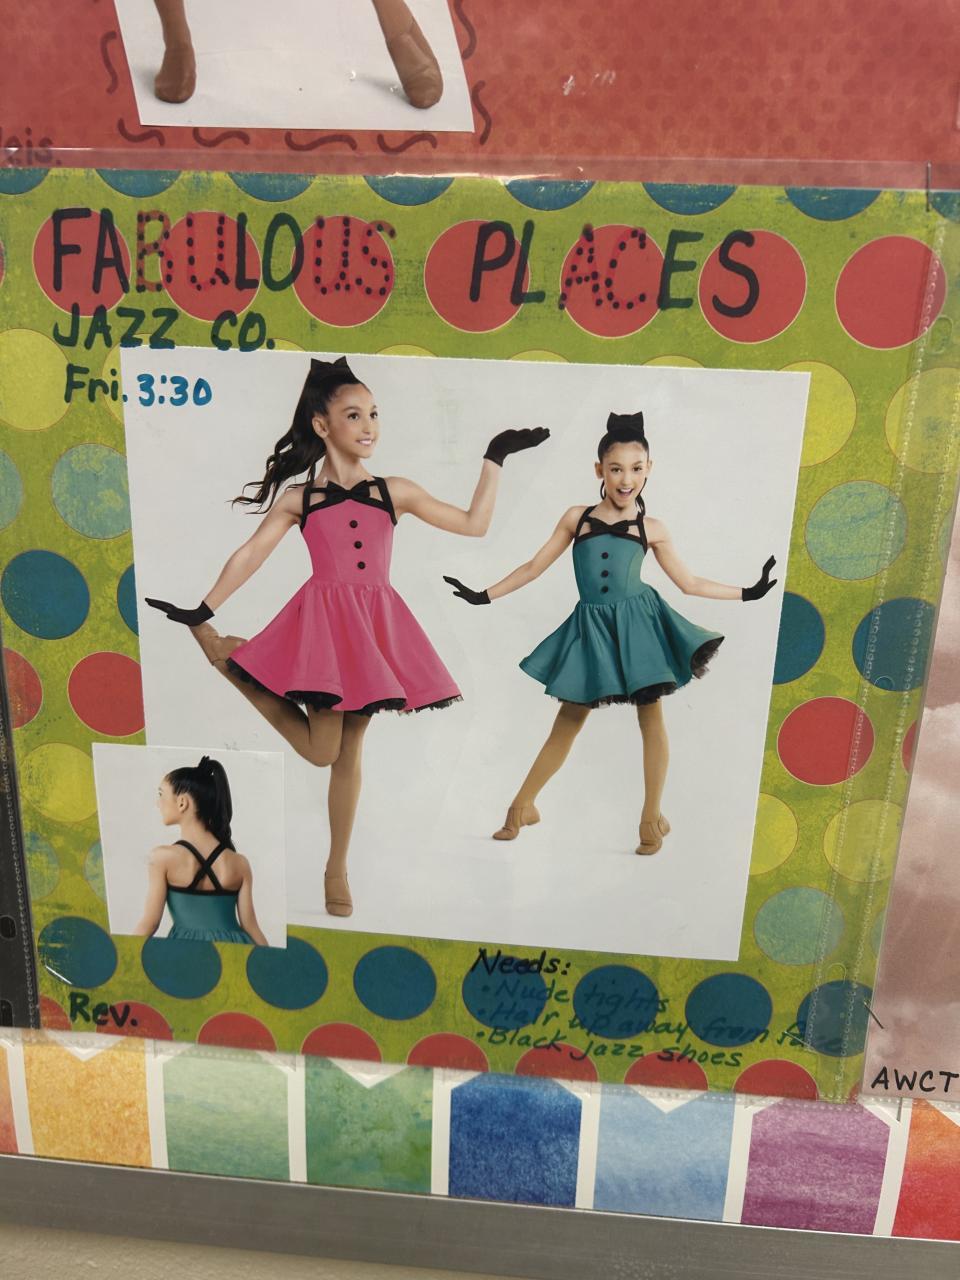 eis.
FABULOUS PLACES
JAZZ CO.
Fri. 3:30
Needs:
• Nude tights
• Hair up away from face
• Black jazz shoes
Rev.
AWCT